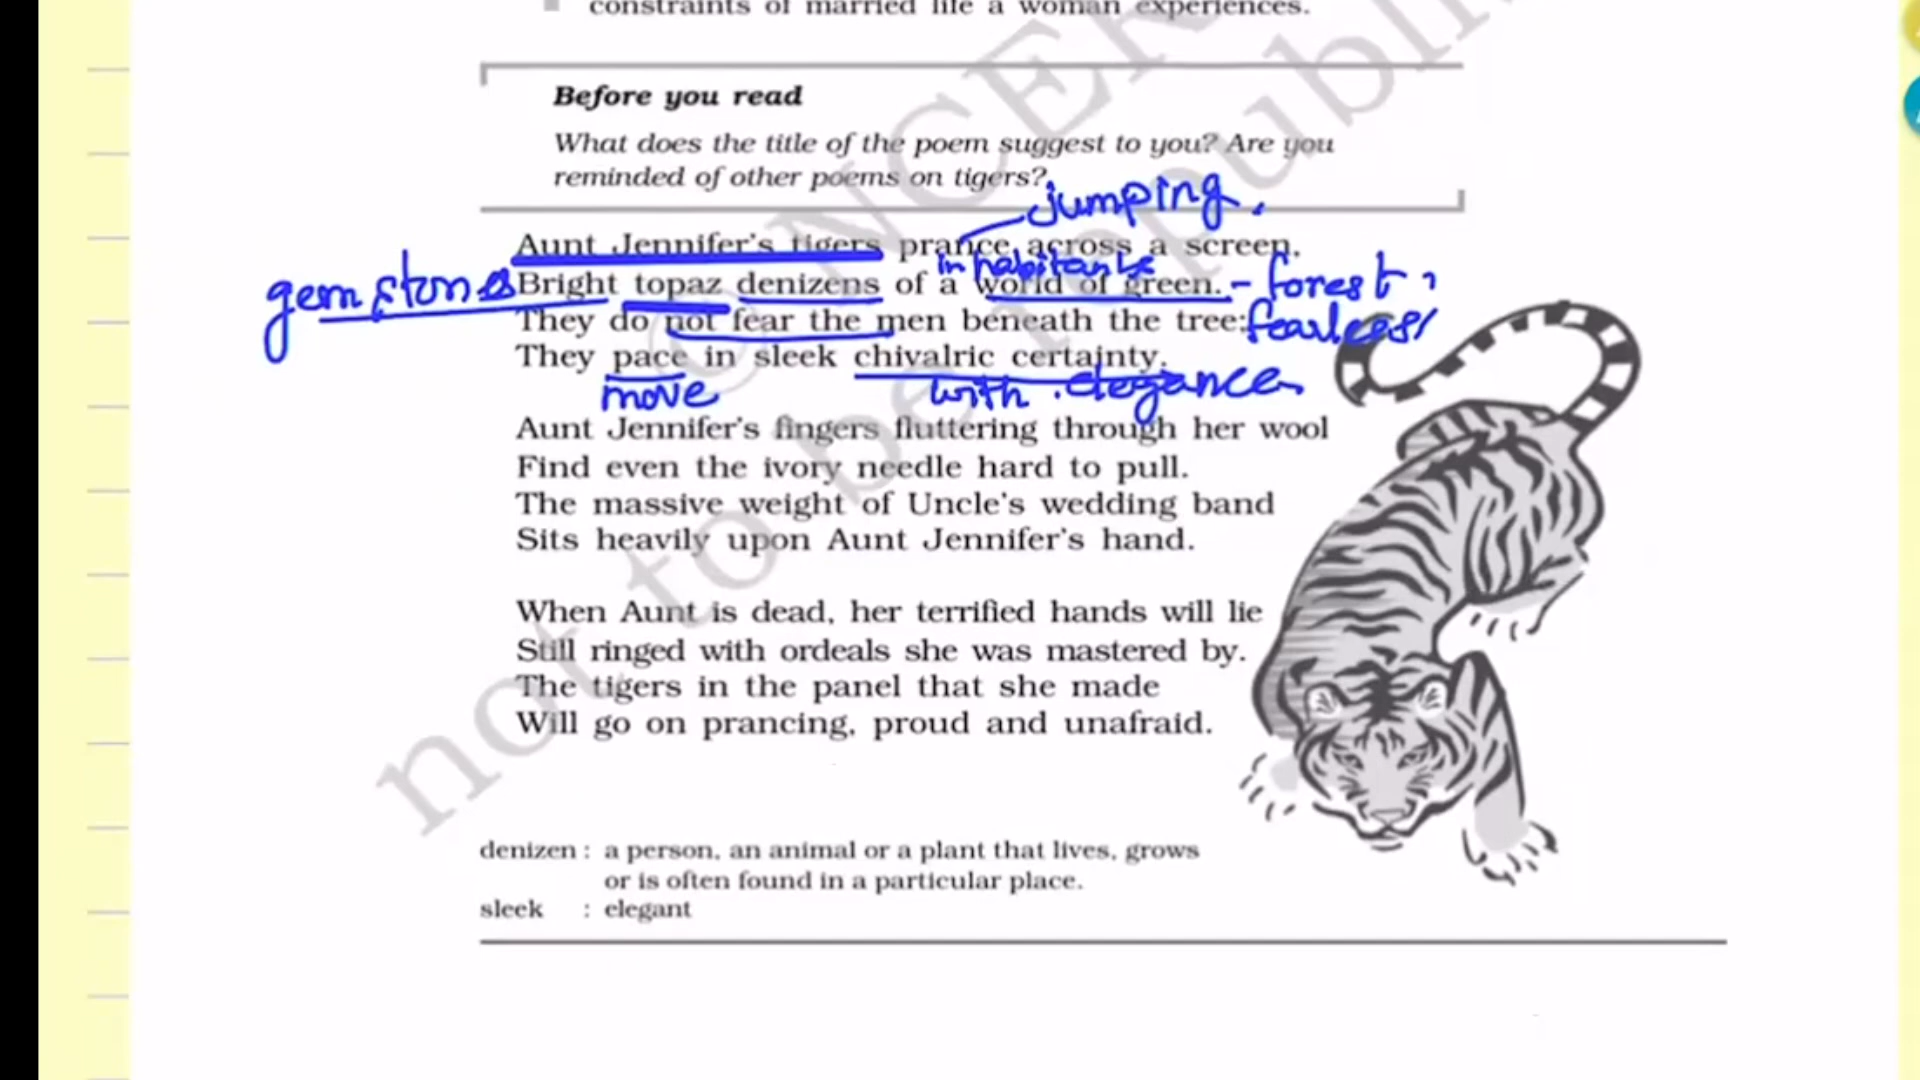 constraints of married life a woman experiences.
Before you read
What does the title of the poem suggest to you? Are you
reminded of other poems on tigers?
jumping.
Aunt Jennifer's tigers prance across a screen.
inhabitants
gem stones Bright topaz denizens of a world of green. - forest,
They do not fear the men beneath the tree; fearless
They pace in sleek chivalric certainty.
move with elegance
Aunt Jennifer's fingers fluttering through her wool
Find even the ivory needle hard to pull.
The massive weight of Uncle's wedding band
Sits heavily upon Aunt Jennifer's hand.
When Aunt is dead, her terrified hands will lie
Still ringed with ordeals she was mastered by.
The tigers in the panel that she made
Will go on prancing, proud and unafraid.
denizen : a person, an animal or a plant that lives, grows
or is often found in a particular place.
sleek : elegant
© NCER
not to be republi